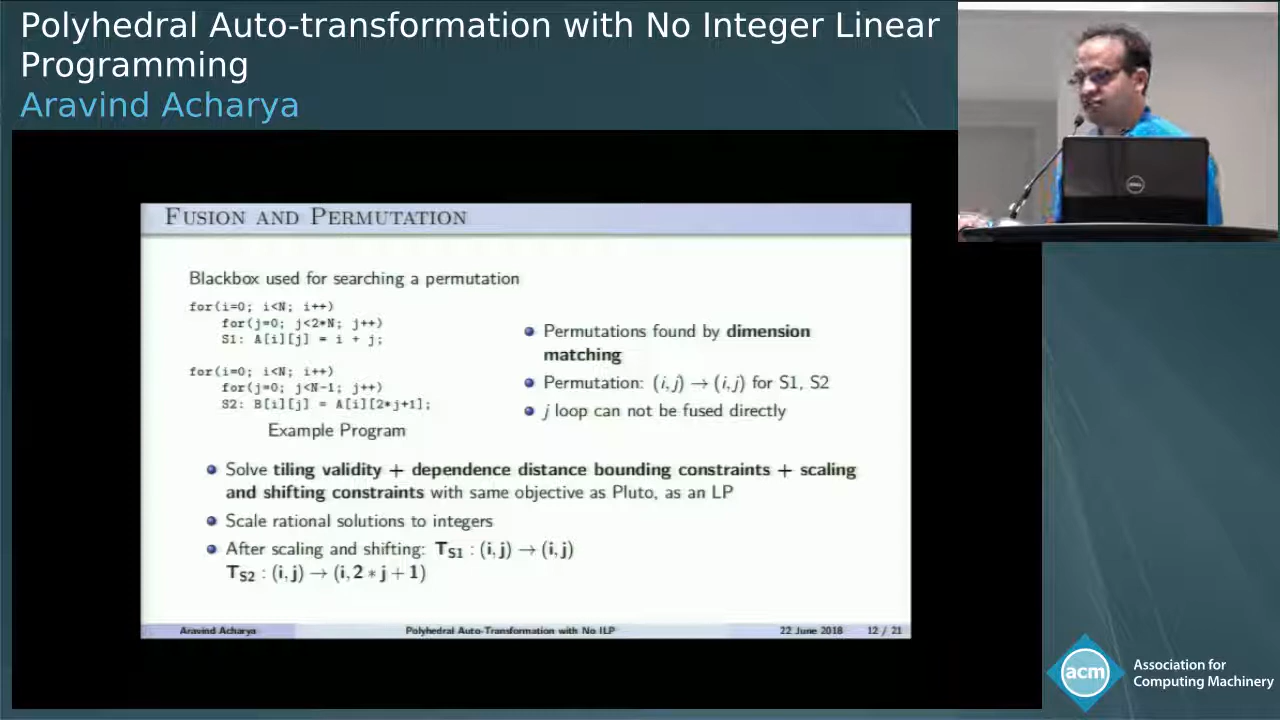 Polyhedral Auto-transformation with No Integer Linear
Programming
Aravind Acharya
FUSION AND PERMUTATION
Blackbox used for searching a permutation
for(i=0; i<N; i++)
for(j=0; j<2*N; j++)
S1: A[i][j] = i + j;
for(i=0; i<N; i++)
for(j=0; j<N-1; j++)
S2: B[i][j] = A[i][2*j+1];
Example Program
Permutations found by dimension
matching
Permutation: (i, j) → (i, j) for S1, S2
j loop can not be fused directly
Solve tiling validity + dependence distance bounding constraints + scaling
and shifting constraints with same objective as Pluto, as an LP
Scale rational solutions to integers
After scaling and shifting: T_S1 : (i, j) → (i, j)
T_S2 : (i, j) → (i, 2 * j + 1)
Aravind Acharya Polyhedral Auto-Transformation with No ILP 22 June 2018 12 / 21
DELL
acm Association for
Computing Machinery